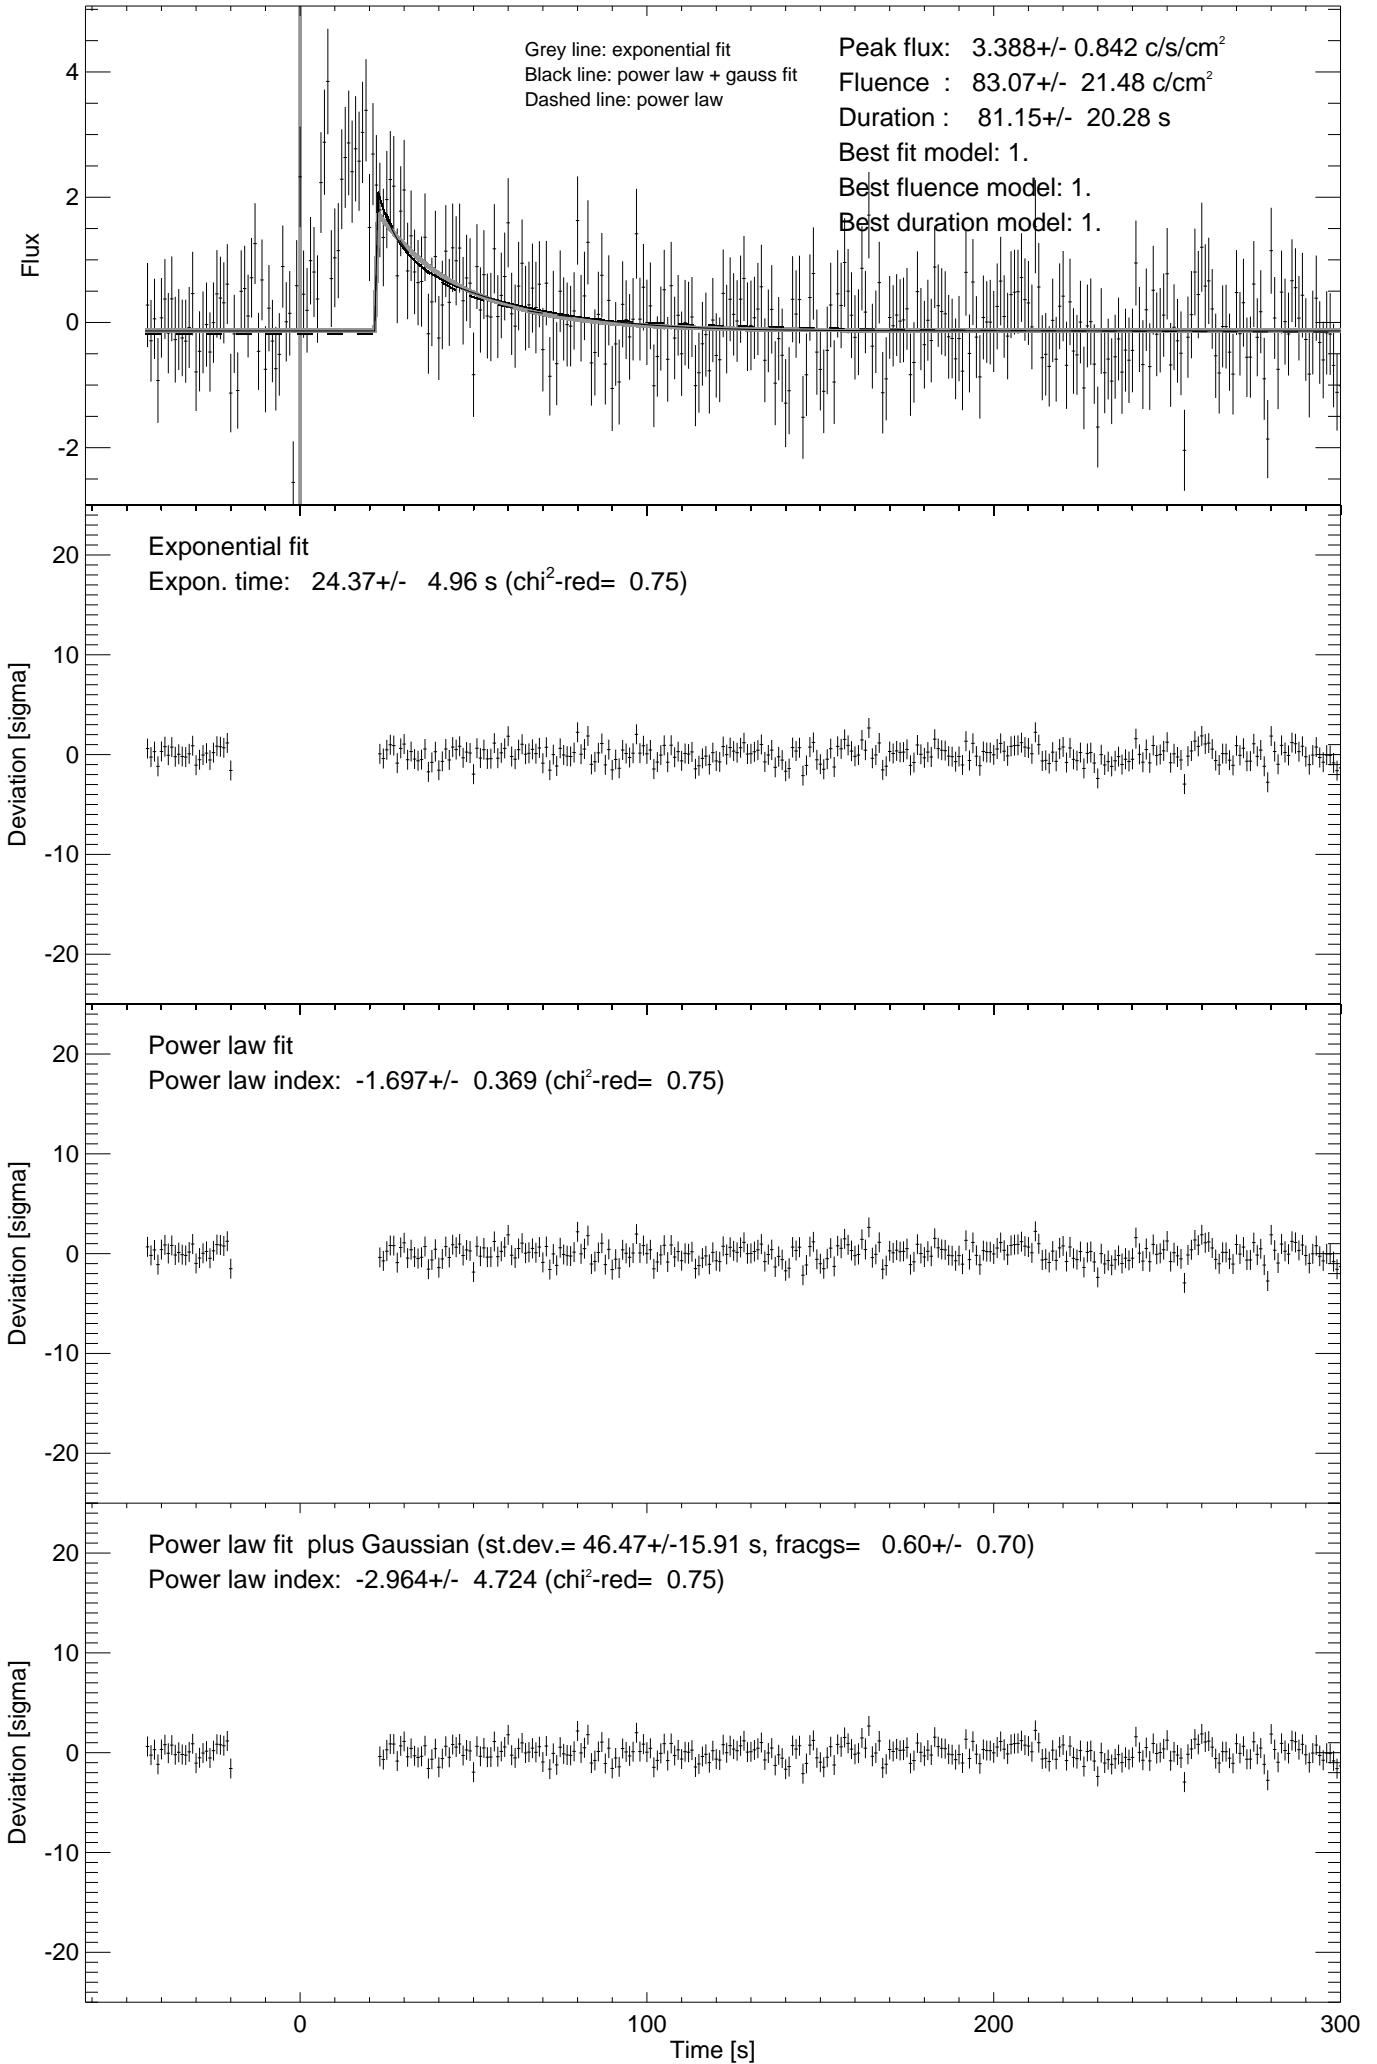 Grey line: exponential fit
Black line: power law + gauss fit
Dashed line: power law
Peak flux: 3.388+/- 0.842 c/s/cm²
Fluence : 83.07+/- 21.48 c/cm²
Duration : 81.15+/- 20.28 s
Best fit model: 1.
Best fluence model: 1.
Best duration model: 1.
4
2
0
-2
Flux
Exponential fit
Expon. time: 24.37+/- 4.96 s (chi²-red= 0.75)
20
10
0
-10
-20
Deviation [sigma]
Power law fit
Power law index: -1.697+/- 0.369 (chi²-red= 0.75)
20
10
0
-10
-20
Deviation [sigma]
Power law fit plus Gaussian (st.dev.= 46.47+/-15.91 s, fracgs= 0.60+/- 0.70)
Power law index: -2.964+/- 4.724 (chi²-red= 0.75)
20
10
0
-10
-20
Deviation [sigma]
0 100 200 300
Time [s]